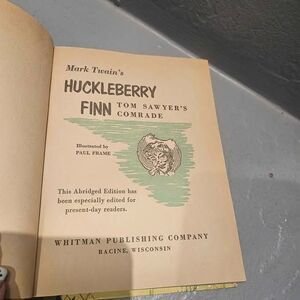 Mark Twain's
HUCKLEBERRY
FINN TOM SAWYER'S
COMRADE
Illustrated by
PAUL FRAME
This Abridged Edition has
been especially edited for
present-day readers.
WHITMAN PUBLISHING COMPANY
RACINE, WISCONSIN